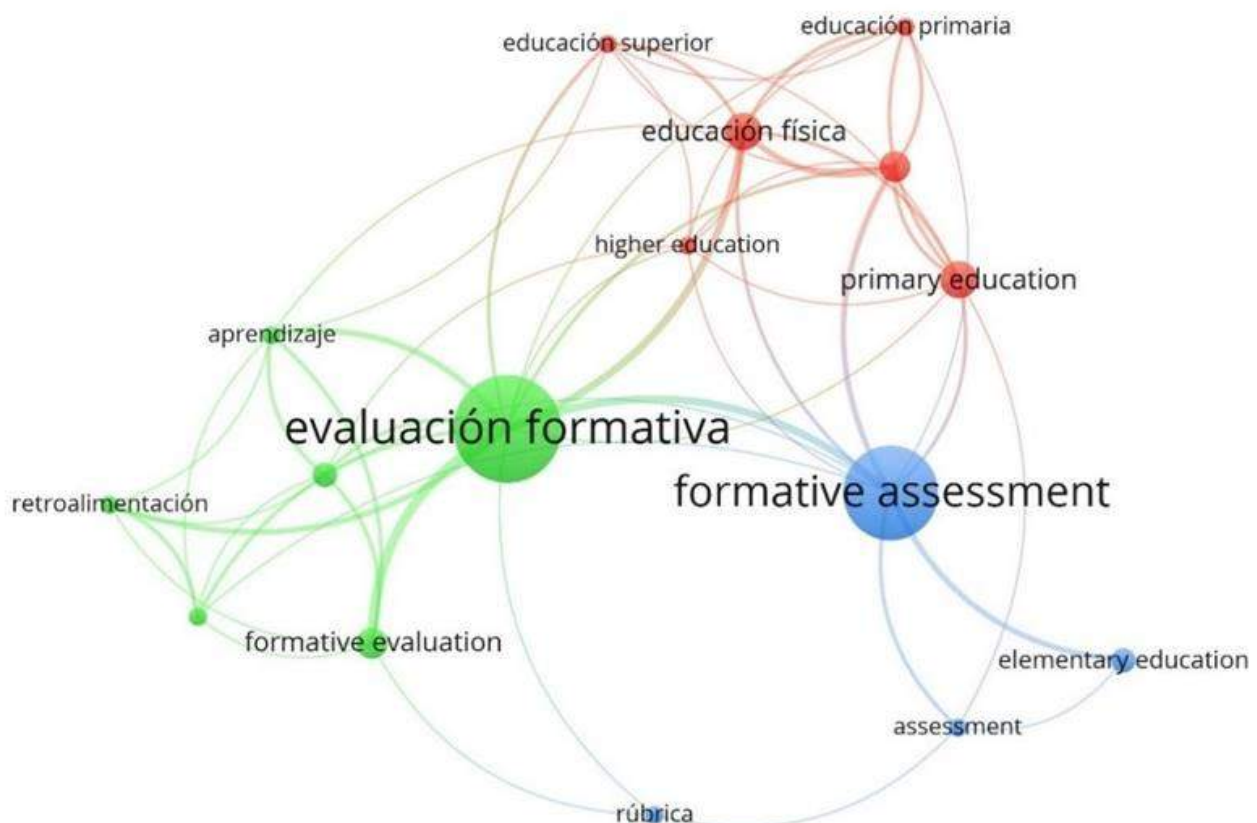 educación superior
educación primaria
educación física
higher education
primary education
aprendizaje
evaluación formativa
formative assessment
retroalimentación
formative evaluation
elementary education
assessment
rúbrica